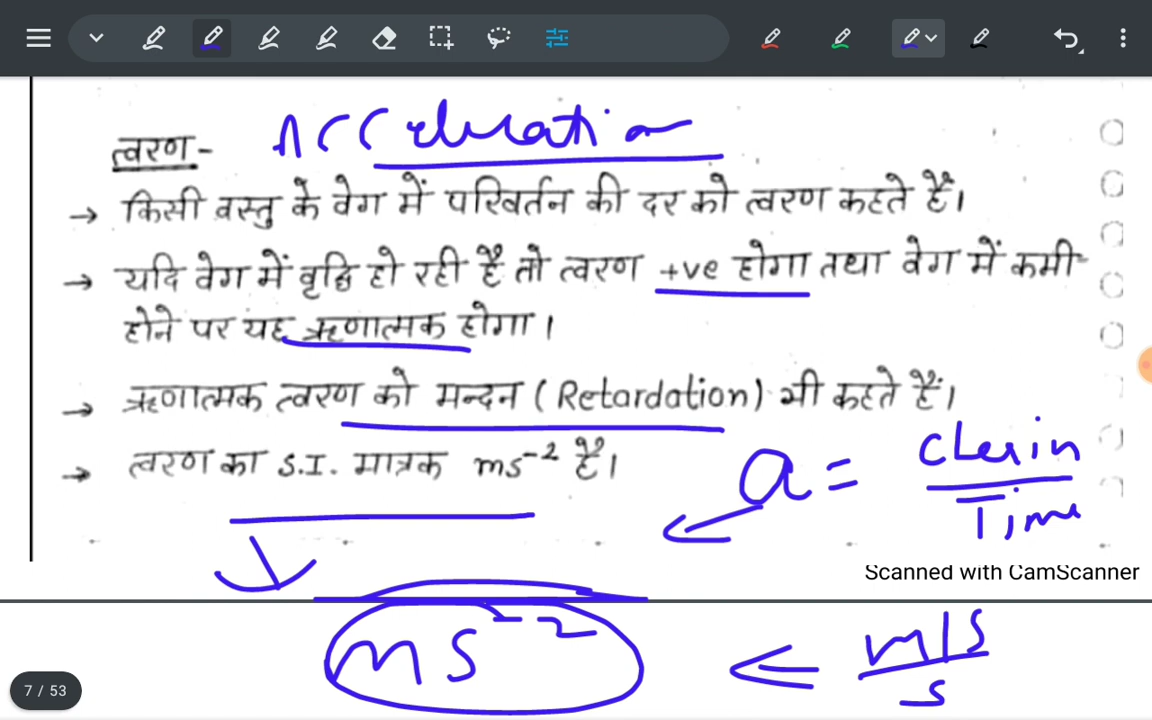 त्वरण- Acceleration
→ किसी वस्तु के वेग में परिवर्तन की दर को त्वरण कहते हैं।
→ यदि वेग में वृद्धि हो रही है तो त्वरण +ve होगा तथा वेग में कमी
होने पर यह ऋणात्मक होगा।
→ ऋणात्मक त्वरण को मन्दन (Retardation) भी कहते हैं।
→ त्वरण का S.I. मात्रक ms⁻² है।
a =
Time
Scanned with CamScanner
ms⁻² ← m/s
s
7 / 53